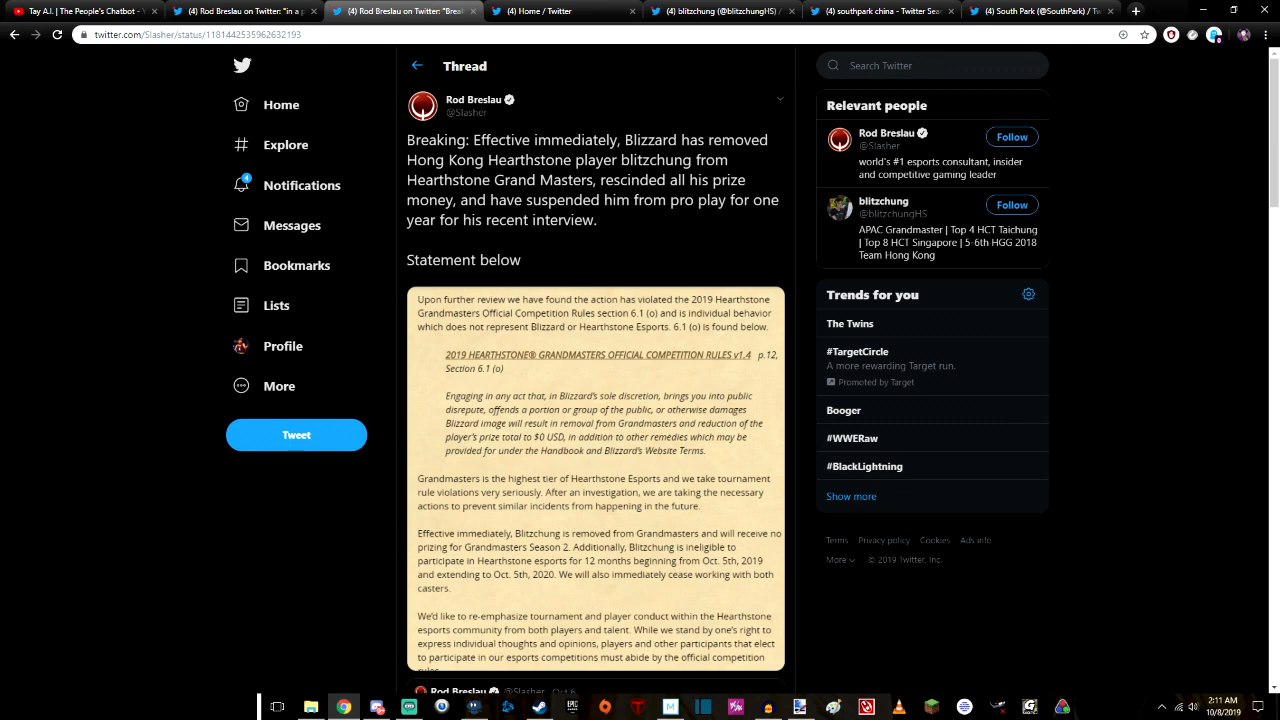 Tay A.I. | The People's Chatbot - Y
(4) Rod Breslau on Twitter: "in a p
(4) Rod Breslau on Twitter: "Break
(4) Home / Twitter
(4) blitzchung (@blitzchungHS) /
(4) southpark china - Twitter Sear
(4) South Park (@SouthPark) / Tw
twitter.com/Slasher/status/1181442535962632193
Home
Explore
4
Notifications
Messages
Bookmarks
Lists
Profile
More
Tweet
Thread
Rod Breslau
@Slasher
Breaking: Effective immediately, Blizzard has removed
Hong Kong Hearthstone player blitzchung from
Hearthstone Grand Masters, rescinded all his prize
money, and have suspended him from pro play for one
year for his recent interview.
Statement below
Upon further review we have found the action has violated the 2019 Hearthstone
Grandmasters Official Competition Rules section 6.1 (o) and is individual behavior
which does not represent Blizzard or Hearthstone Esports. 6.1 (o) is found below.
2019 HEARTHSTONE® GRANDMASTERS OFFICIAL COMPETITION RULES v1.4 p.12,
Section 6.1 (o)
Engaging in any act that, in Blizzard's sole discretion, brings you into public
disrepute, offends a portion or group of the public, or otherwise damages
Blizzard image will result in removal from Grandmasters and reduction of the
player's prize total to $0 USD, in addition to other remedies which may be
provided for under the Handbook and Blizzard's Website Terms.
Grandmasters is the highest tier of Hearthstone Esports and we take tournament
rule violations very seriously. After an investigation, we are taking the necessary
actions to prevent similar incidents from happening in the future.
Effective immediately, Blitzchung is removed from Grandmasters and will receive no
prizing for Grandmasters Season 2. Additionally, Blitzchung is ineligible to
participate in Hearthstone esports for 12 months beginning from Oct. 5th, 2019
and extending to Oct. 5th, 2020. We will also immediately cease working with both
casters.
We'd like to re-emphasize tournament and player conduct within the Hearthstone
esports community from both players and talent. While we stand by one's right to
express individual thoughts and opinions, players and other participants that elect
to participate in our esports competitions must abide by the official competition
rules.
Rod Breslau @Slasher · Oct 6
Search Twitter
Relevant people
Rod Breslau
@Slasher
Follow
world's #1 esports consultant, insider
and competitive gaming leader
blitzchung
@blitzchungHS
Follow
APAC Grandmaster | Top 4 HCT Taichung
| Top 8 HCT Singapore | 5-6th HGG 2018
Team Hong Kong
Trends for you
The Twins
#TargetCircle
A more rewarding Target run.
Promoted by Target
Booger
#WWERaw
#BlackLightning
Show more
Terms Privacy policy Cookies Ads info
More © 2019 Twitter, Inc.
2:11 AM
10/8/2019